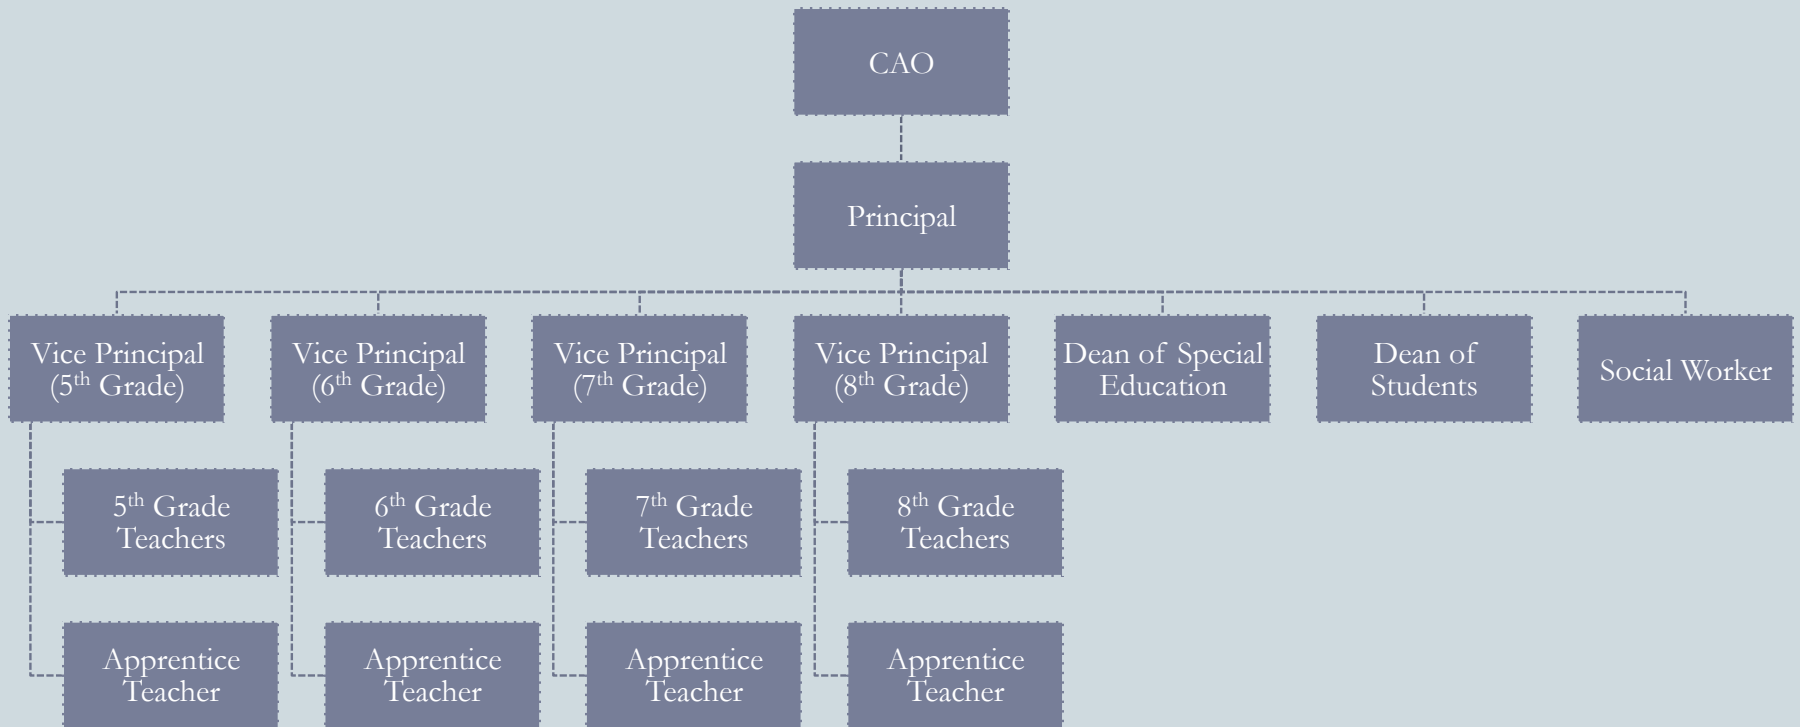 CAO
Principal
Vice Principal
(5th Grade)
Vice Principal
(6th Grade)
Vice Principal
(7th Grade)
Vice Principal
(8th Grade)
Dean of Special
Education
Dean of
Students
Social Worker
5th Grade
Teachers
6th Grade
Teachers
7th Grade
Teachers
8th Grade
Teachers
Apprentice
Teacher
Apprentice
Teacher
Apprentice
Teacher
Apprentice
Teacher